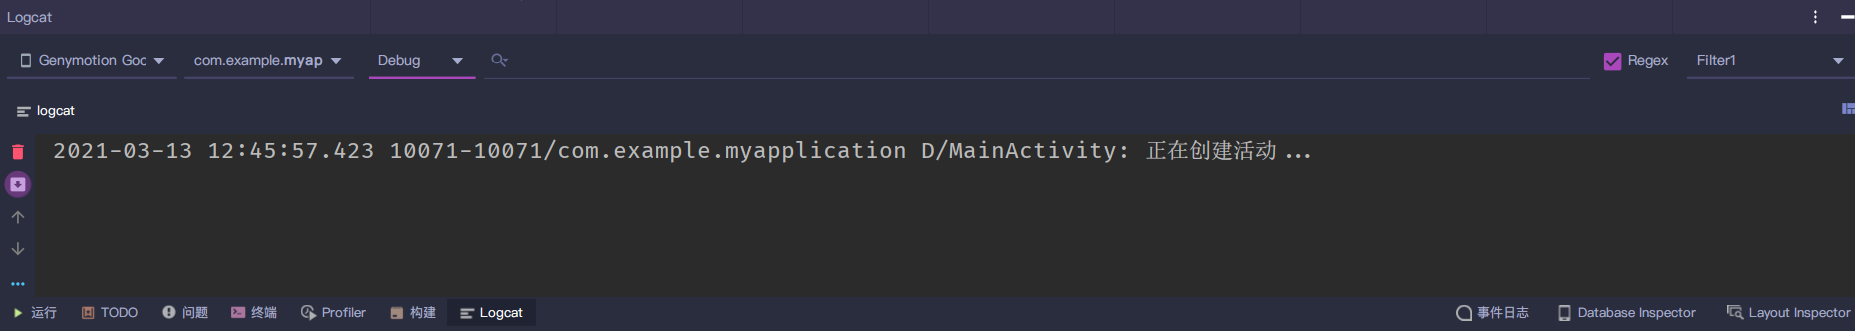 Logcat
Genymotion Goo com.example.myap Debug Regex Filter1
logcat
2021-03-13 12:45:57.423 10071-10071/com.example.myapplication D/MainActivity: 正在创建活动...
运行 TODO 问题 终端 Profiler 构建 Logcat 事件日志 Database Inspector Layout Inspector